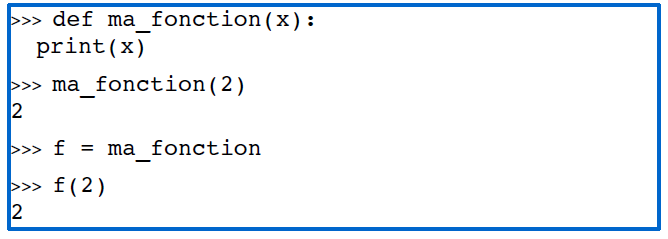 >>> def ma_fonction(x):
  print(x)
>>> ma_fonction(2)
2
>>> f = ma_fonction
>>> f(2)
2